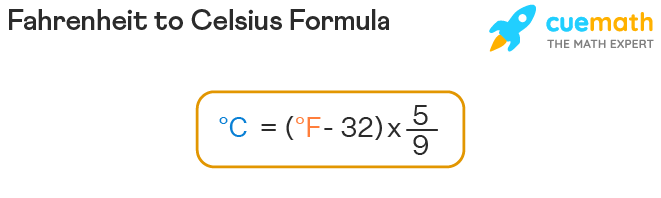 Fahrenheit to Celsius Formula
cuemath
THE MATH EXPERT
°C = (°F- 32) x 5/9